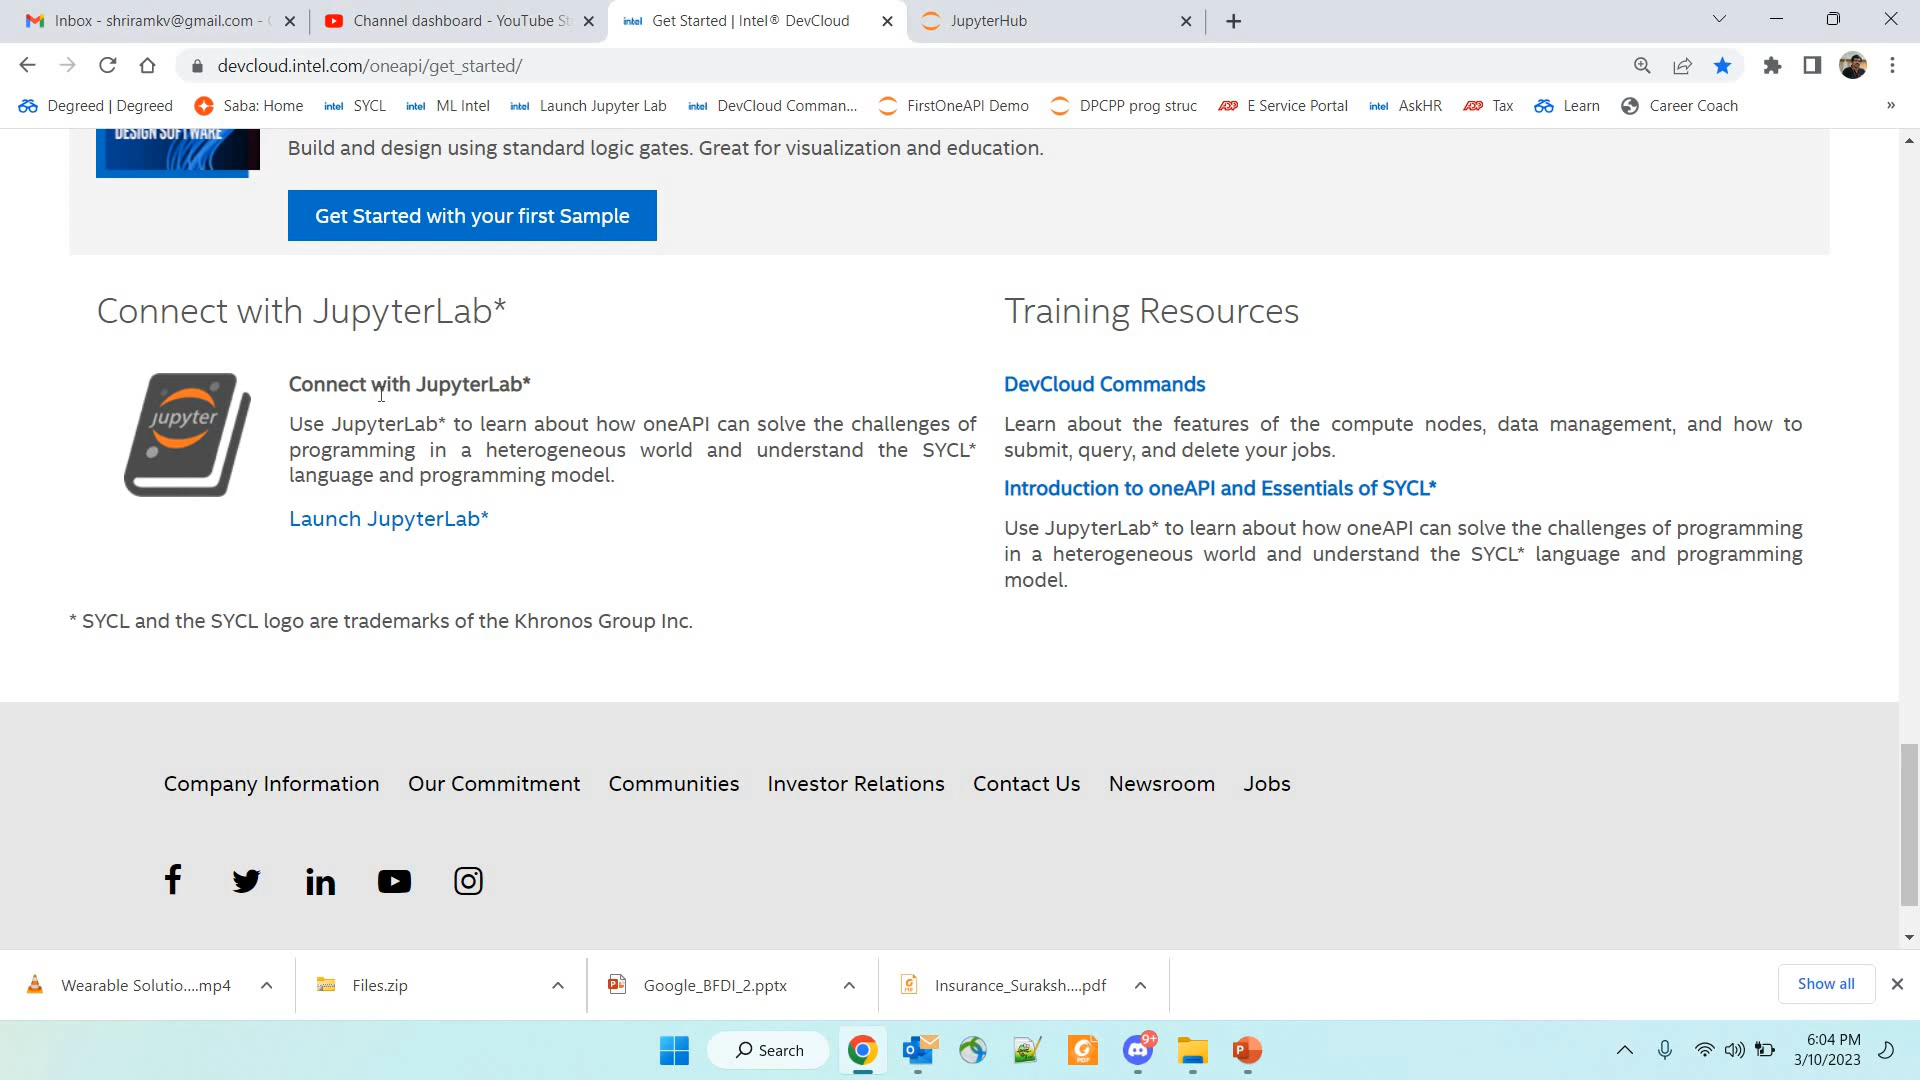 Inbox - shriramkv@gmail.com -
Channel dashboard - YouTube St
intel Get Started | Intel® DevCloud
JupyterHub
devcloud.intel.com/oneapi/get_started/
Degreed | Degreed
Saba: Home
intel SYCL
intel ML Intel
intel Launch Jupyter Lab
intel DevCloud Comman...
FirstOneAPI Demo
DPCPP prog struc
ADP E Service Portal
intel AskHR
ADP Tax
Learn
Career Coach
»
DESIGN SOFTWARE
Build and design using standard logic gates. Great for visualization and education.
Get Started with your first Sample
Connect with JupyterLab*
jupyter
Connect with JupyterLab*
Use JupyterLab* to learn about how oneAPI can solve the challenges of
programming in a heterogeneous world and understand the SYCL*
language and programming model.
Launch JupyterLab*
Training Resources
DevCloud Commands
Learn about the features of the compute nodes, data management, and how to
submit, query, and delete your jobs.
Introduction to oneAPI and Essentials of SYCL*
Use JupyterLab* to learn about how oneAPI can solve the challenges of programming
in a heterogeneous world and understand the SYCL* language and programming
model.
* SYCL and the SYCL logo are trademarks of the Khronos Group Inc.
Company Information
Our Commitment
Communities
Investor Relations
Contact Us
Newsroom
Jobs
Wearable Solutio....mp4
Files.zip
Google_BFDI_2.pptx
Insurance_Suraksh....pdf
Show all
Search
9+
6:04 PM
3/10/2023